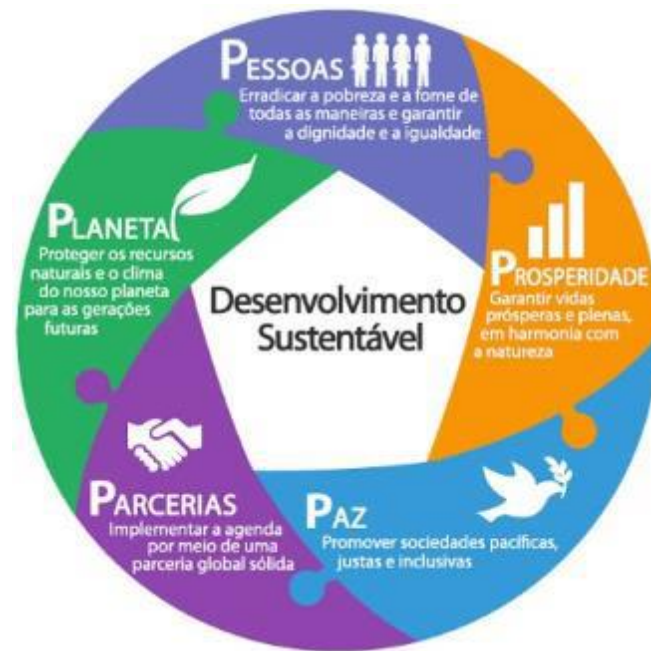 PESSOAS
Erradicar a pobreza e a fome de
todas as maneiras e garantir
a dignidade e a igualdade
PROSPERIDADE
Garantir vidas
prósperas e plenas,
em harmonia com
a natureza
PAZ
Promover sociedades pacíficas,
justas e inclusivas
PARCERIAS
Implementar a agenda
por meio de uma
parceria global sólida
PLANETA
Proteger os recursos
naturais e o clima
do nosso planeta
para as gerações
futuras
Desenvolvimento
Sustentável